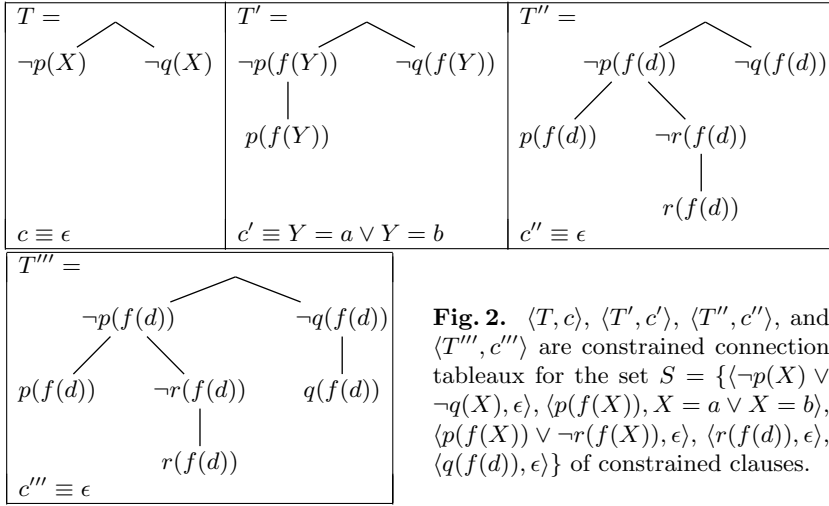 T = T′ = T″ =
¬p(X) ¬q(X) ¬p(f(Y)) ¬q(f(Y)) ¬p(f(d)) ¬q(f(d))
p(f(Y)) p(f(d)) ¬r(f(d))
r(f(d))
c ≡ ϵ c′ ≡ Y = a ∨ Y = b c″ ≡ ϵ
T‴ =
¬p(f(d)) ¬q(f(d))
p(f(d)) ¬r(f(d)) q(f(d))
r(f(d))
c‴ ≡ ϵ
Fig. 2. ⟨T, c⟩, ⟨T′, c′⟩, ⟨T″, c″⟩, and
⟨T‴, c‴⟩ are constrained connection
tableaux for the set S = {⟨¬p(X) ∨
¬q(X), ϵ⟩, ⟨p(f(X)), X = a ∨ X = b⟩,
⟨p(f(X)) ∨ ¬r(f(X)), ϵ⟩, ⟨r(f(d)), ϵ⟩,
⟨q(f(d)), ϵ⟩} of constrained clauses.